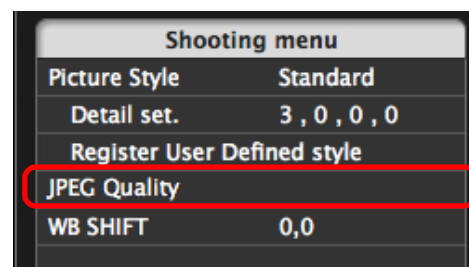 Shooting menu
Picture Style Standard
Detail set. 3 , 0 , 0 , 0
Register User Defined style
JPEG Quality
WB SHIFT 0,0